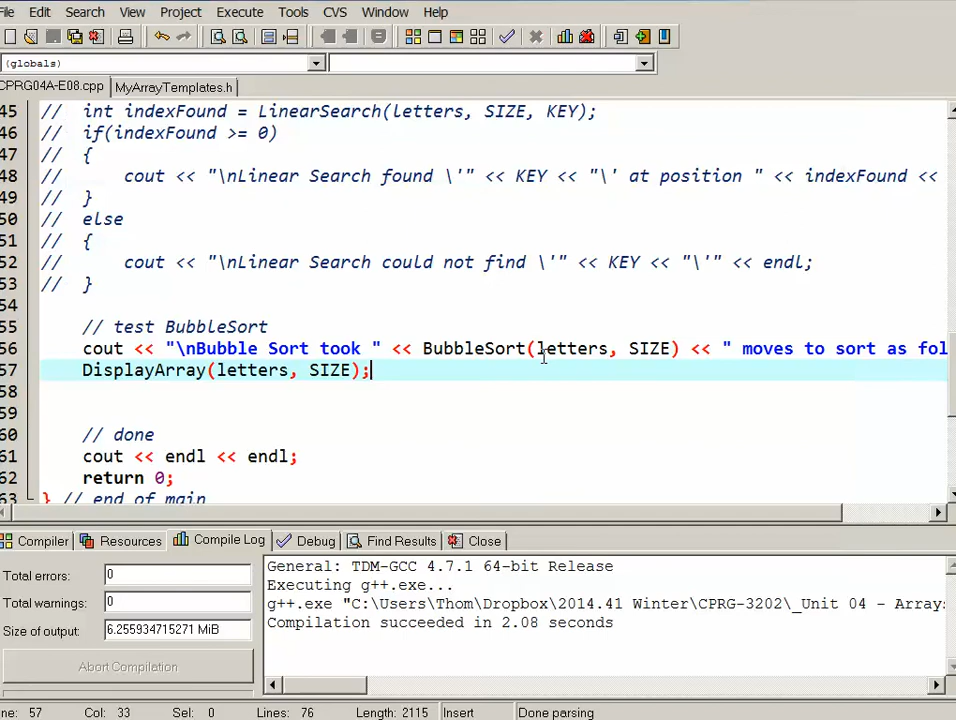 File Edit Search View Project Execute Tools CVS Window Help
(globals)
CPRG04A-E08.cpp MyArrayTemplates.h
45 // int indexFound = LinearSearch(letters, SIZE, KEY);
46 // if(indexFound >= 0)
47 // {
48 // cout << "\nLinear Search found \'" << KEY << "\' at position " << indexFound <<
49 // }
50 // else
51 // {
52 // cout << "\nLinear Search could not find \'" << KEY << "\'" << endl;
53 // }
54
55 // test BubbleSort
56 cout << "\nBubble Sort took " << BubbleSort(letters, SIZE) << " moves to sort as fol
57 DisplayArray(letters, SIZE);
58
59
60 // done
61 cout << endl << endl;
62 return 0;
63 } // end of main
Compiler Resources Compile Log Debug Find Results Close
Total errors: 0
Total warnings: 0
Size of output: 6.255934715271 MiB
Abort Compilation
General: TDM-GCC 4.7.1 64-bit Release
Executing g++.exe...
g++.exe "C:\Users\Thom\Dropbox\2014.41 Winter\CPRG-3202\_Unit 04 - Arrays
Compilation succeeded in 2.08 seconds
ne: 57 Col: 33 Sel: 0 Lines: 76 Length: 2115 Insert Done parsing